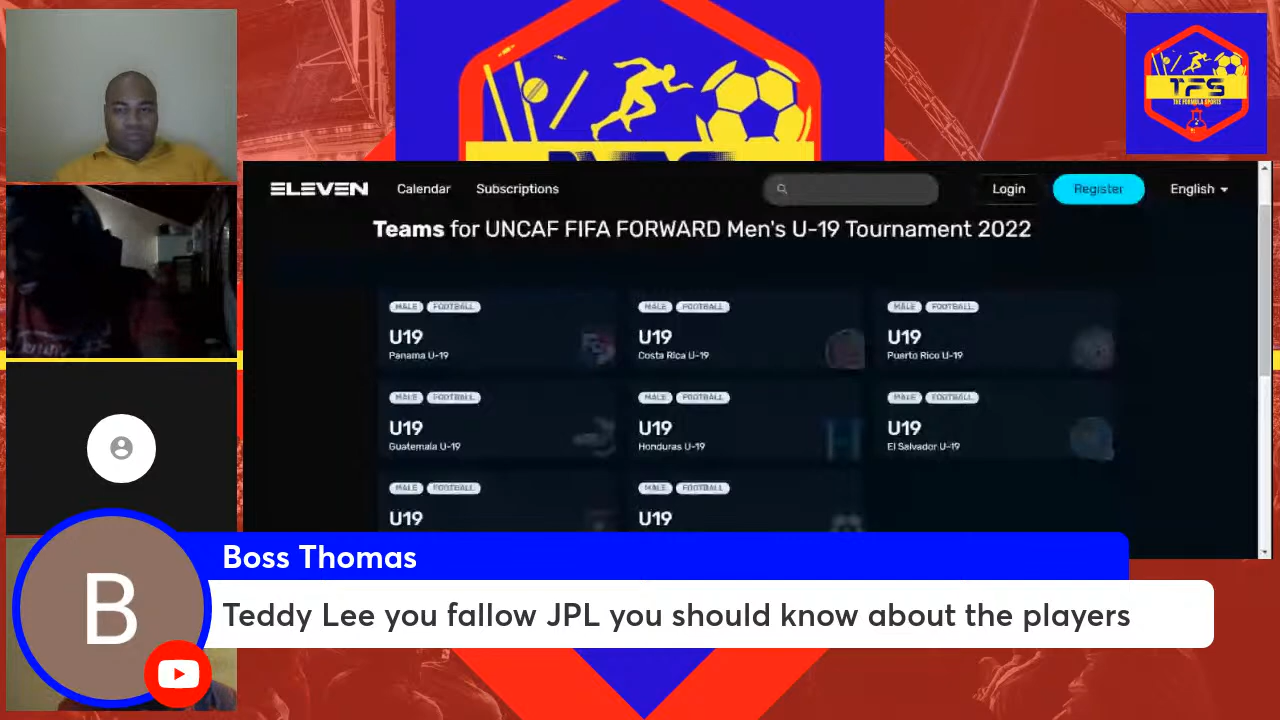 TFS
THE FORMULA SPORTS
ELEVEN
Calendar
Subscriptions
Login
Register
English
Teams for UNCAF FIFA FORWARD Men's U-19 Tournament 2022
MALE FOOTBALL
U19
Panama U-19
MALE FOOTBALL
U19
Costa Rica U-19
MALE FOOTBALL
U19
Puerto Rico U-19
MALE FOOTBALL
U19
Guatemala U-19
MALE FOOTBALL
U19
Honduras U-19
MALE FOOTBALL
U19
El Salvador U-19
MALE FOOTBALL
U19
MALE FOOTBALL
U19
B
Boss Thomas
Teddy Lee you fallow JPL you should know about the players